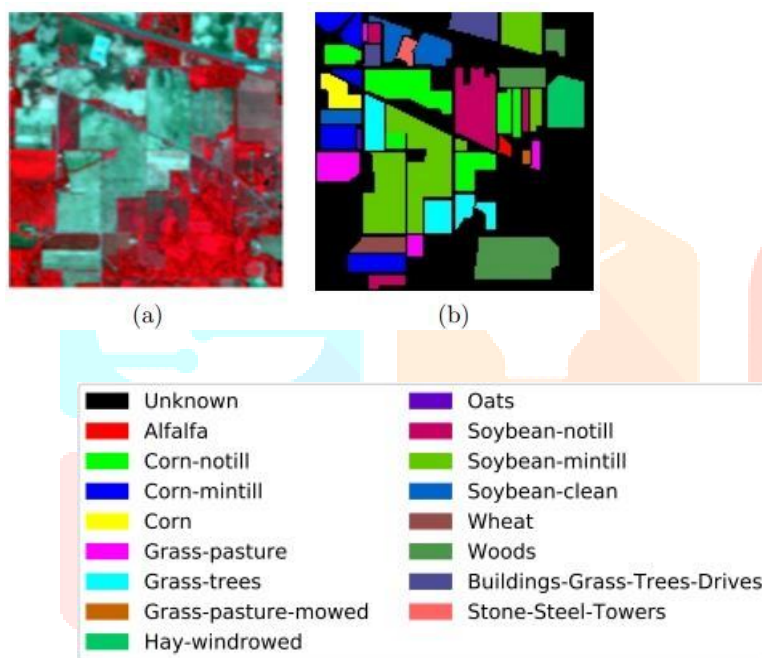 (a)
(b)
Unknown
Alfalfa
Corn-notill
Corn-mintill
Corn
Grass-pasture
Grass-trees
Grass-pasture-mowed
Hay-windrowed
Oats
Soybean-notill
Soybean-mintill
Soybean-clean
Wheat
Woods
Buildings-Grass-Trees-Drives
Stone-Steel-Towers